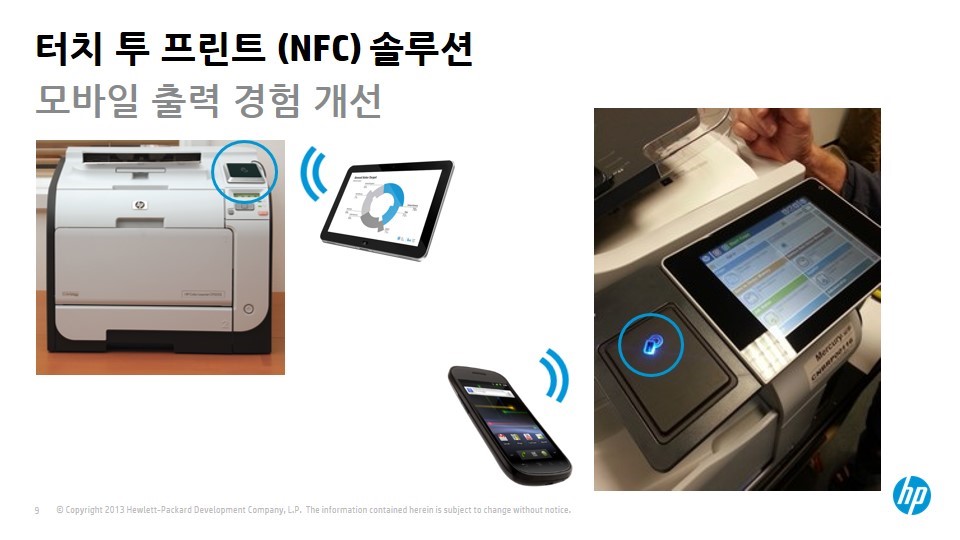 터치 투 프린트 (NFC) 솔루션
모바일 출력 경험 개선
hp
Mercury us
9 © Copyright 2013 Hewlett-Packard Development Company, L.P. The information contained herein is subject to change without notice.
hp